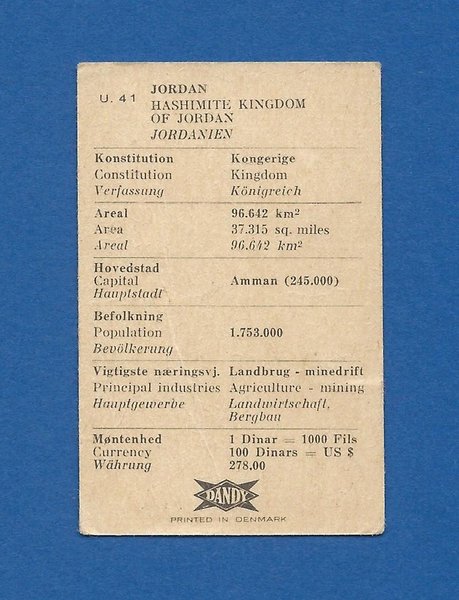 U. 41 JORDAN
HASHIMITE KINGDOM
OF JORDAN
JORDANIEN
Konstitution Kongerige
Constitution Kingdom
Verfassung Königreich
Areal 96.642 km²
Area 37.315 sq. miles
Areal 96.642 km²
Hovedstad
Capital Amman (245.000)
Hauptstadt
Befolkning
Population 1.753.000
Bevölkerung
Vigtigste næringsvj. Landbrug - minedrift
Principal industries Agriculture - mining
Hauptgewerbe Landwirtschaft,
Bergbau
Møntenhed 1 Dinar = 1000 Fils
Currency 100 Dinars = US $
Währung 278,00
DANDY
PRINTED IN DENMARK